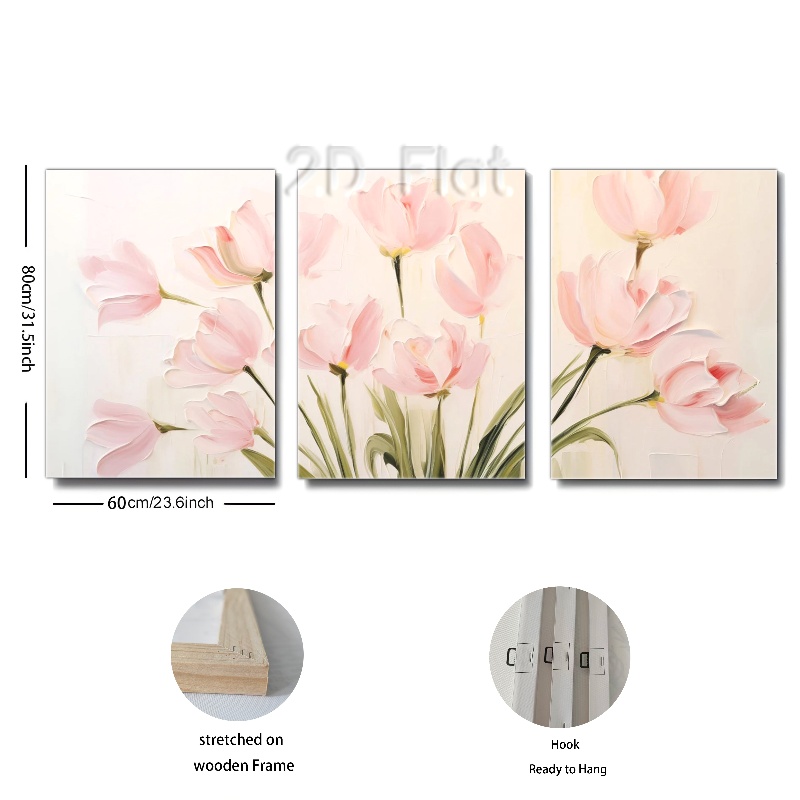 2D Flat
80cm/31.5inch
60cm/23.6inch
stretched on
wooden Frame
Hook
Ready to Hang